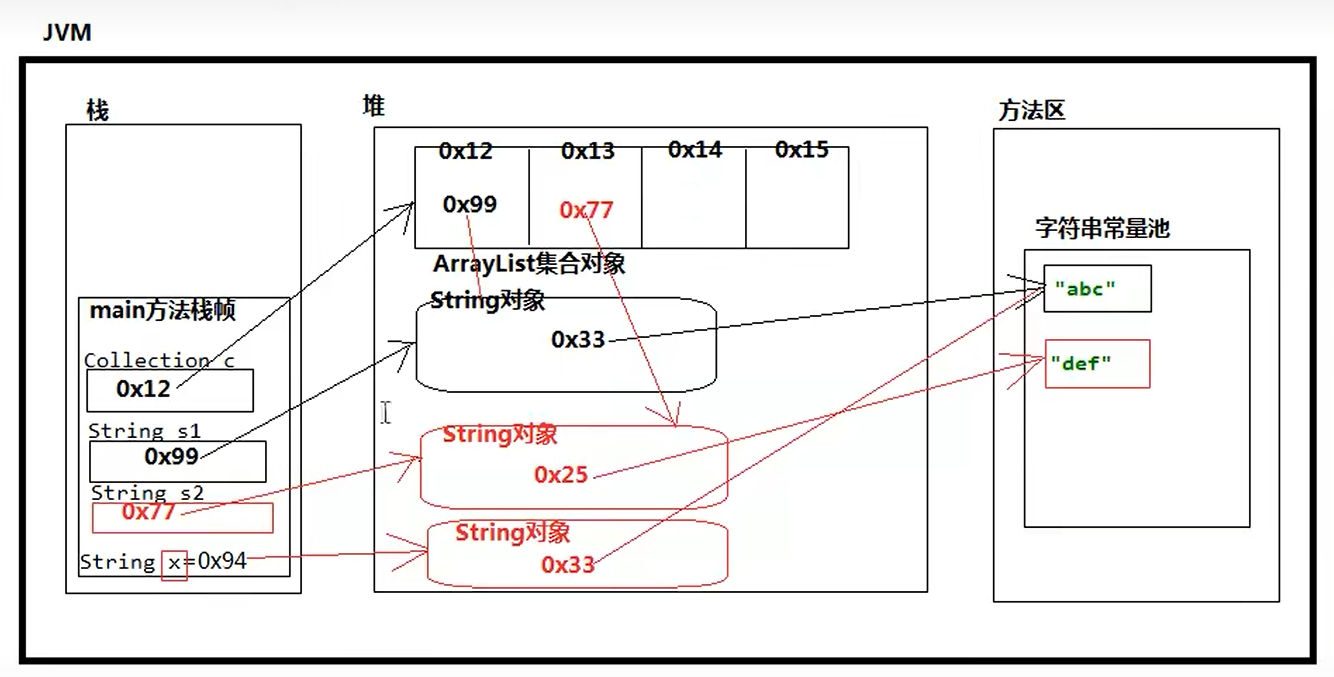 JVM
栈
堆
方法区
0x12 0x13 0x14 0x15
0x99 0x77
字符串常量池
ArrayList集合对象
"abc"
main方法栈帧
String对象
0x33
Collection c
0x12
"def"
String s1
0x99
String对象
0x25
String s2
0x77
String对象
String x=0x94
0x33